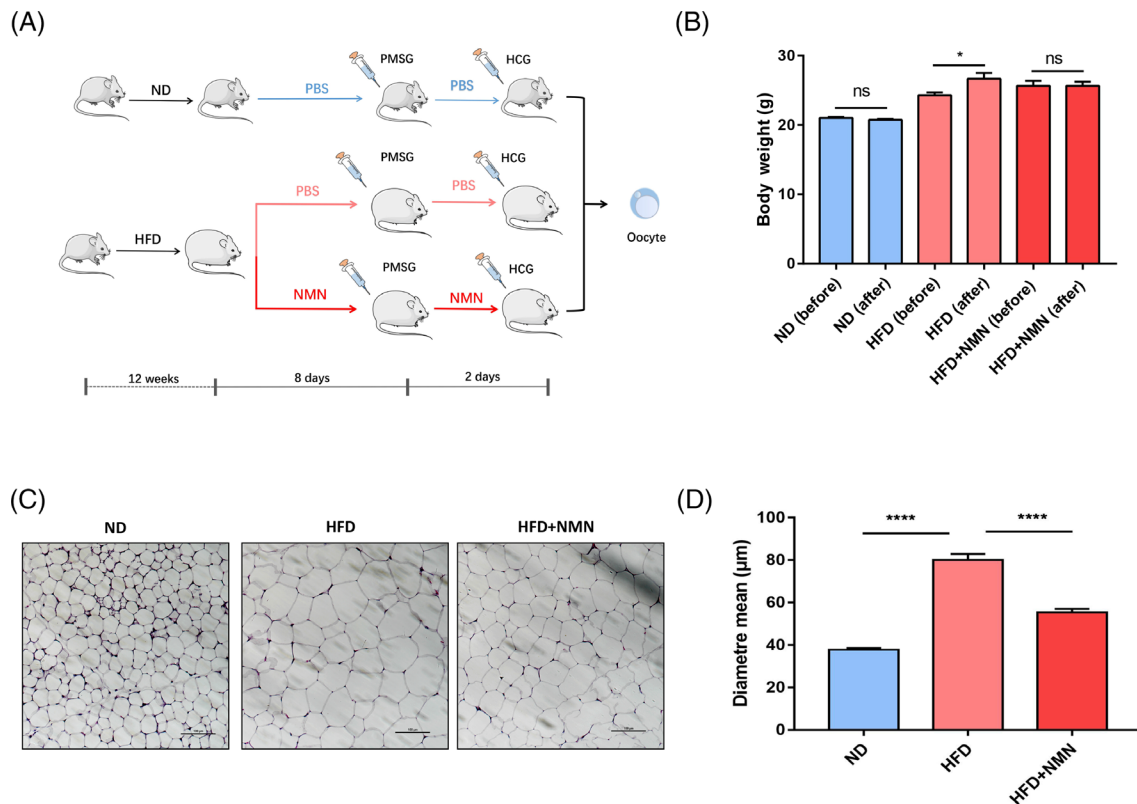 (A)
PMSG
HCG
ND
PBS
PBS
PMSG
HCG
PBS
PBS
HFD
Oocyte
PMSG
HCG
NMN
NMN
12 weeks
8 days
2 days
(B)
Body weight (g)
30
20
10
0
ns
*
ns
ND (before)
ND (after)
HFD (before)
HFD (after)
HFD+NMN (before)
HFD+NMN (after)
(C)
ND
HFD
HFD+NMN
(D)
Diametre mean (μm)
100
80
60
40
20
0
****
****
ND
HFD
HFD+NMN